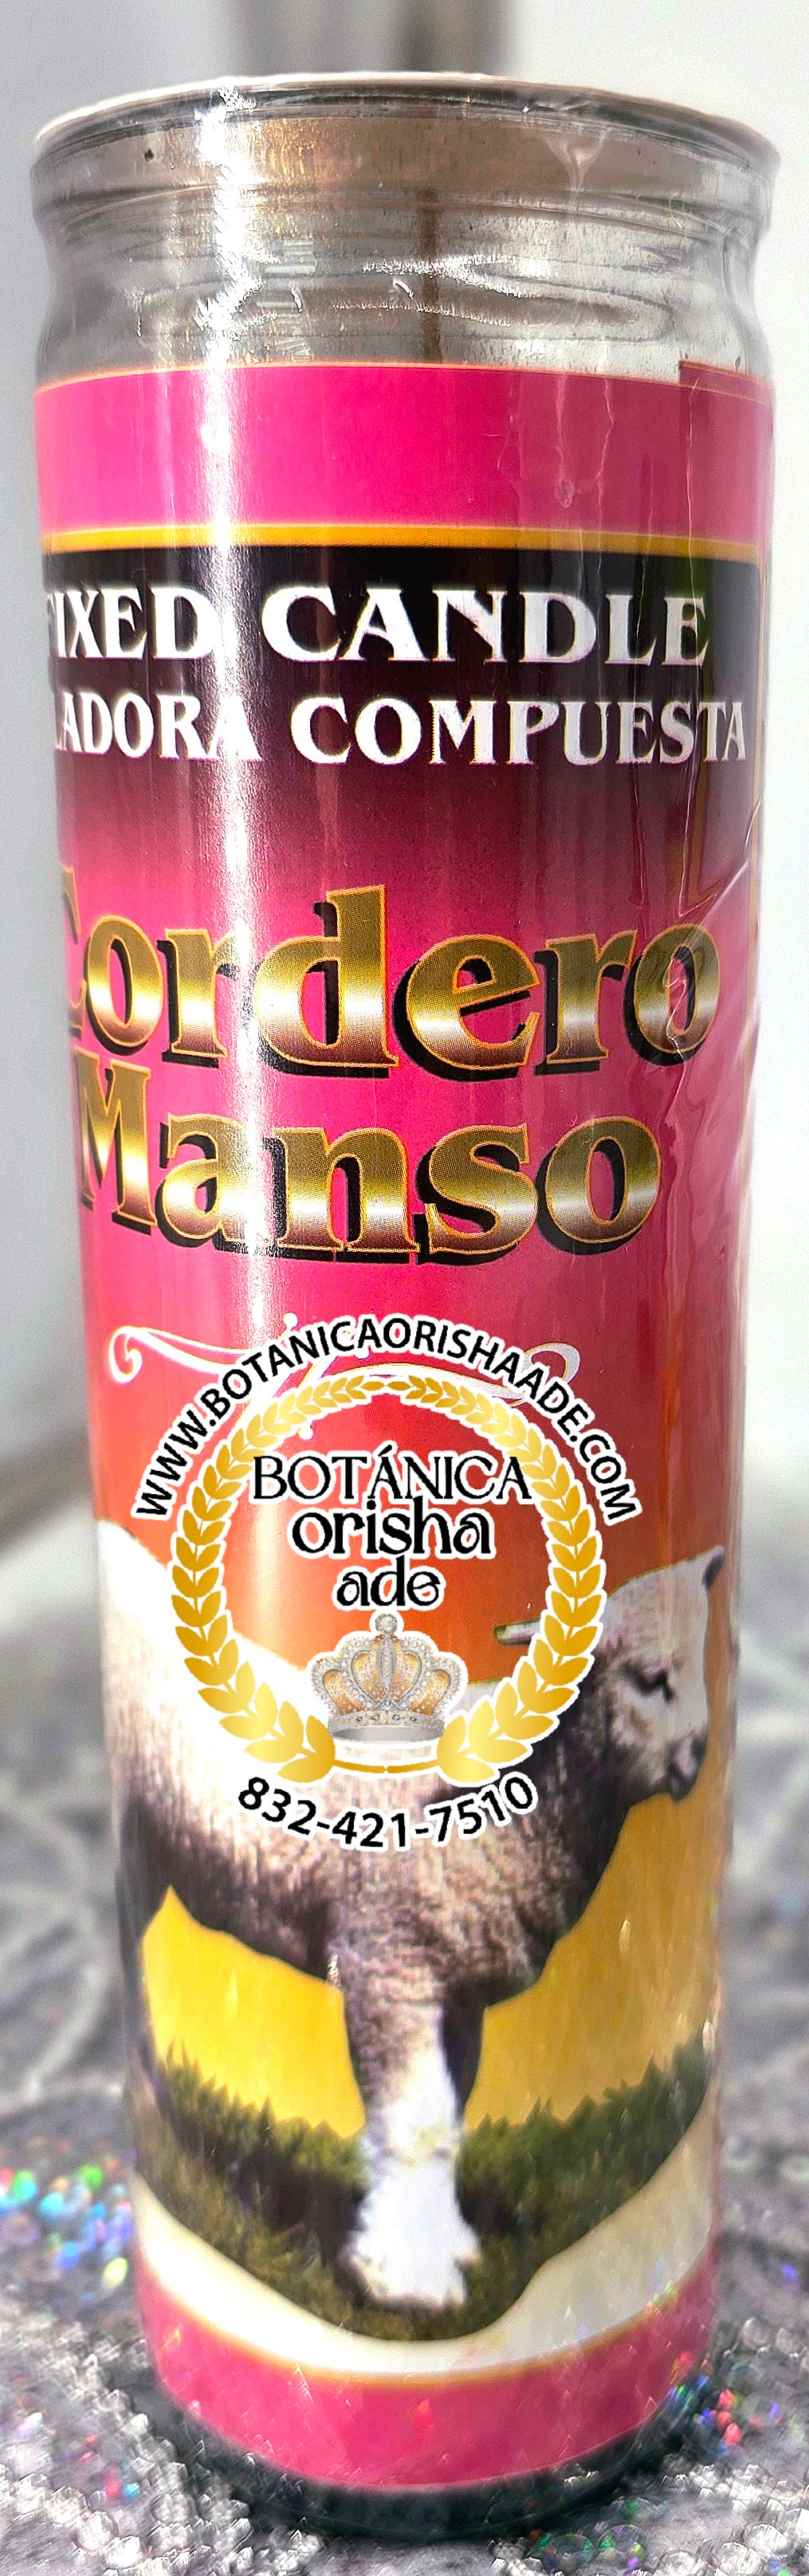 FIXED CANDLE
LADORA COMPUESTA
Cordero
Manso
WWW.BOTANICAORISHAADE.COM
BOTÁNICA
orisha
ade
832-421-7510